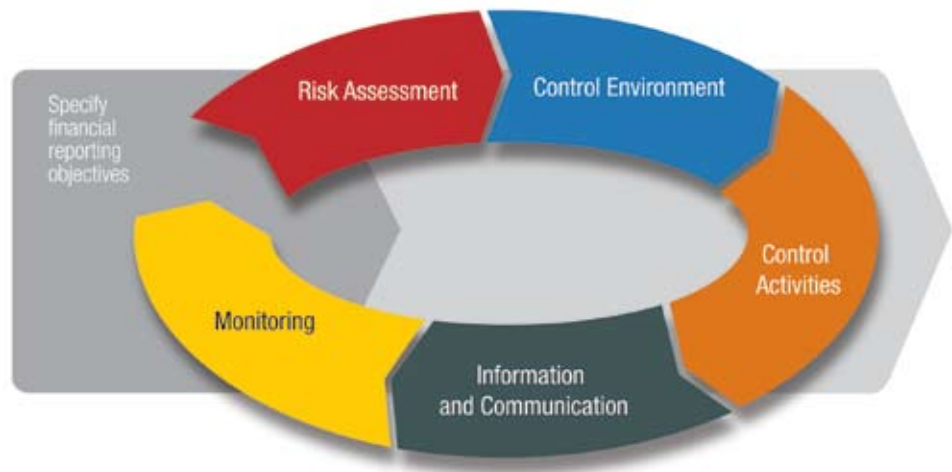 Specify
financial
reporting
objectives
Risk Assessment
Control Environment
Control
Activities
Information
and Communication
Monitoring